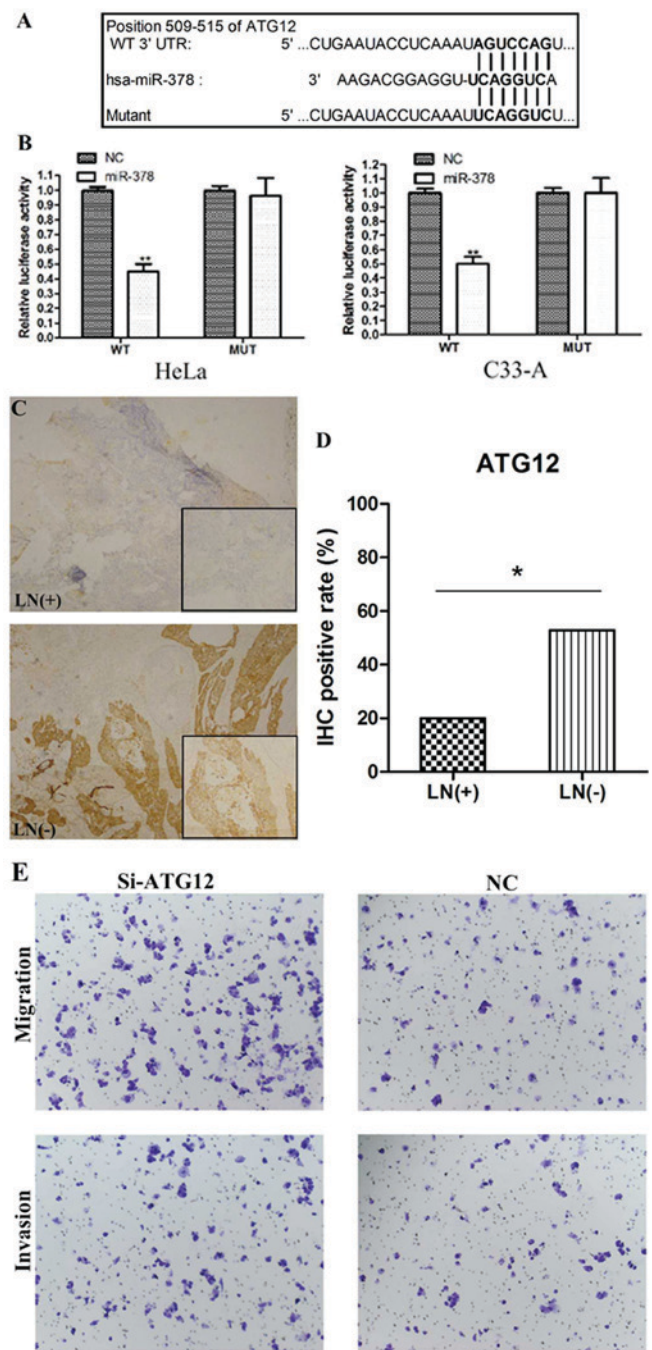 A
Position 509-515 of ATG12
WT 3' UTR: 5' ...CUGAAUACCUCAAAUAGUCCAGU...
hsa-miR-378 : 3' AAGACGGAGGU-UCAGGUCA
Mutant 5' ...CUGAAUACCUCAAAUUCAGGUCU...
B
NC
miR-378
Relative luciferase activity
1.1
1.0
0.9
0.8
0.7
0.6
0.5
0.4
0.3
0.2
0.1
0.0
**
WT MUT
HeLa
NC
miR-378
Relative luciferase activity
1.2
1.1
1.0
0.9
0.8
0.7
0.6
0.5
0.4
0.3
0.2
0.1
0.0
**
WT MUT
C33-A
C
LN(+)
LN(-)
D
ATG12
IHC positive rate (%)
100
80
60
40
20
0
*
LN(+) LN(-)
E
Si-ATG12 NC
Migration
Invasion